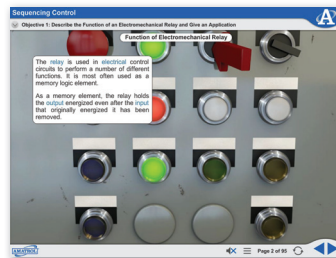 Sequencing Control
Objective 1: Describe the Function of an Electromechanical Relay and Give an Application
Function of Electromechanical Relay
The relay is used in electrical control
circuits to perform a number of different
functions. It is most often used as a
memory logic element.
As a memory element, the relay holds
the output energized even after the input
that originally energized it has been
removed.
AMATROL
Page 2 of 95